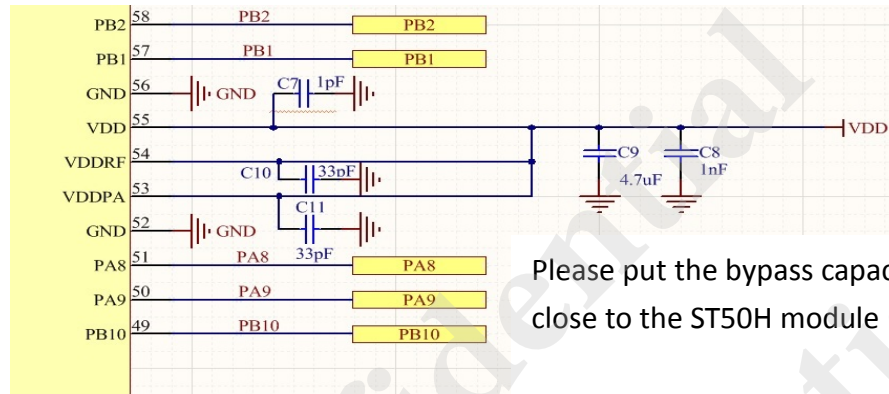 58 PB2
PB2 PB2
57 PB1
PB1 PB1
56 C7 1pF
GND GND
55
VDD VDD
54
VDDRF C10 33pF C9 C8
4.7uF 1nF
53
VDDPA C11
52
GND GND
33pF
51 PA8
PA8 PA8
Please put the bypass capac
50 PA9
PA9 PA9
close to the ST50H module
49 PB10
PB10 PB10